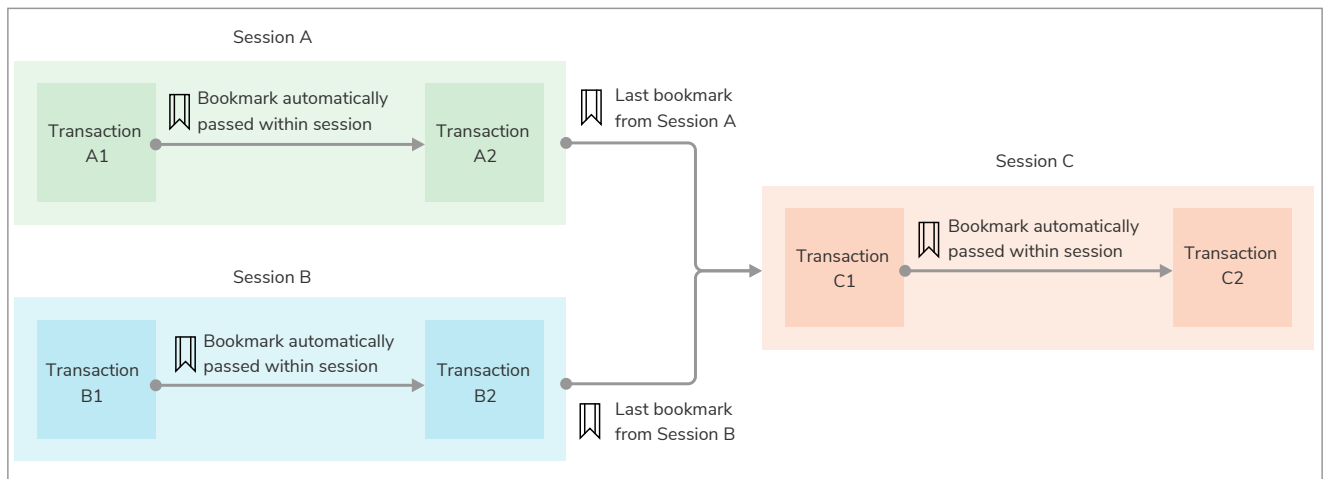 Session A
Transaction
A1
Bookmark automatically
passed within session
Transaction
A2
Last bookmark
from Session A
Session B
Transaction
B1
Bookmark automatically
passed within session
Transaction
B2
Last bookmark
from Session B
Session C
Transaction
C1
Bookmark automatically
passed within session
Transaction
C2